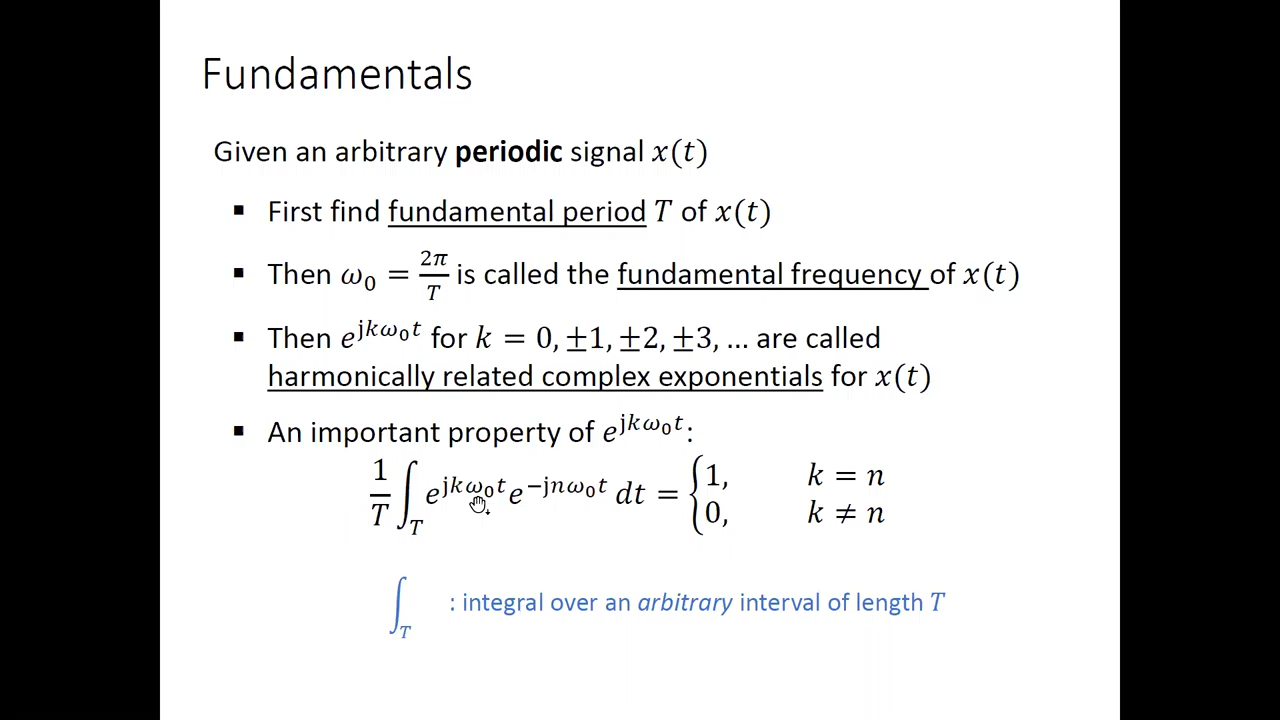 Fundamentals
Given an arbitrary periodic signal x(t)
▪ First find fundamental period T of x(t)
▪ Then ω₀ = 2π/T is called the fundamental frequency of x(t)
▪ Then e^{jkω₀t} for k = 0, ±1, ±2, ±3, … are called
harmonically related complex exponentials for x(t)
▪ An important property of e^{jkω₀t}:
1/T ∫_T e^{jkω₀t} e^{−jnω₀t} dt = { 1, k = n
0, k ≠ n
∫_T : integral over an arbitrary interval of length T